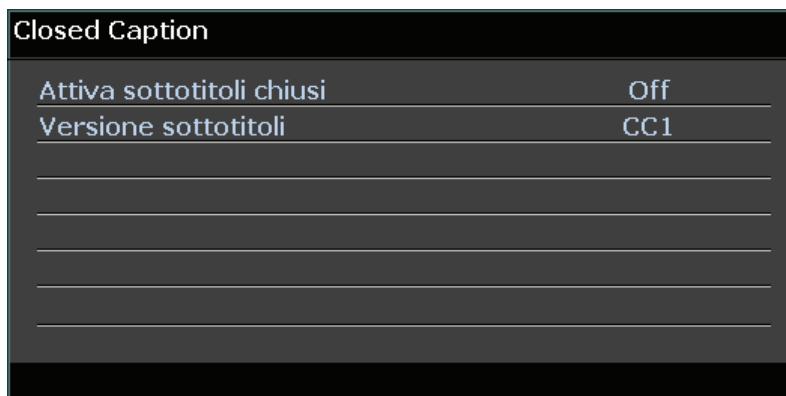 Closed Caption
Attiva sottotitoli chiusi Off
Versione sottotitoli CC1